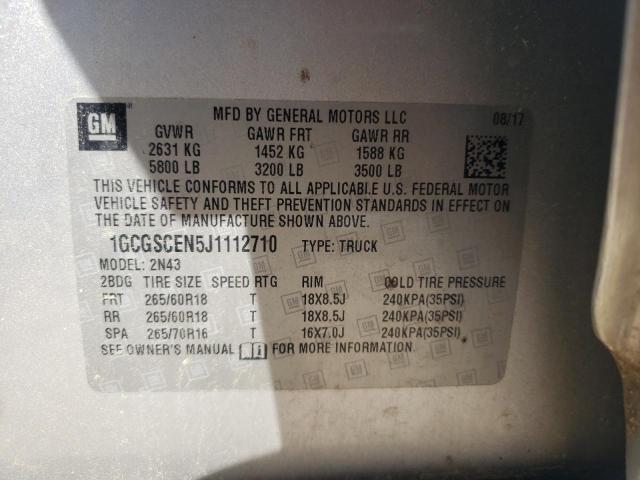 GM
MFD BY GENERAL MOTORS LLC 08/17
GVWR GAWR FRT GAWR RR
2631 KG 1452 KG 1588 KG
5800 LB 3200 LB 3500 LB
THIS VEHICLE CONFORMS TO ALL APPLICABLE U.S. FEDERAL MOTOR
VEHICLE SAFETY AND THEFT PREVENTION STANDARDS IN EFFECT ON
THE DATE OF MANUFACTURE SHOWN ABOVE.
1GCGSCEN5J1112710 TYPE: TRUCK
MODEL: 2N43
2BDG TIRE SIZE SPEED RTG RIM COLD TIRE PRESSURE
FRT 265/60R18 T 18X8.5J 240KPA(35PSI)
RR 265/60R18 T 18X8.5J 240KPA(35PSI)
SPA 265/70R16 T 16X7.0J 240KPA(35PSI)
SEE OWNER'S MANUAL FOR MORE INFORMATION.